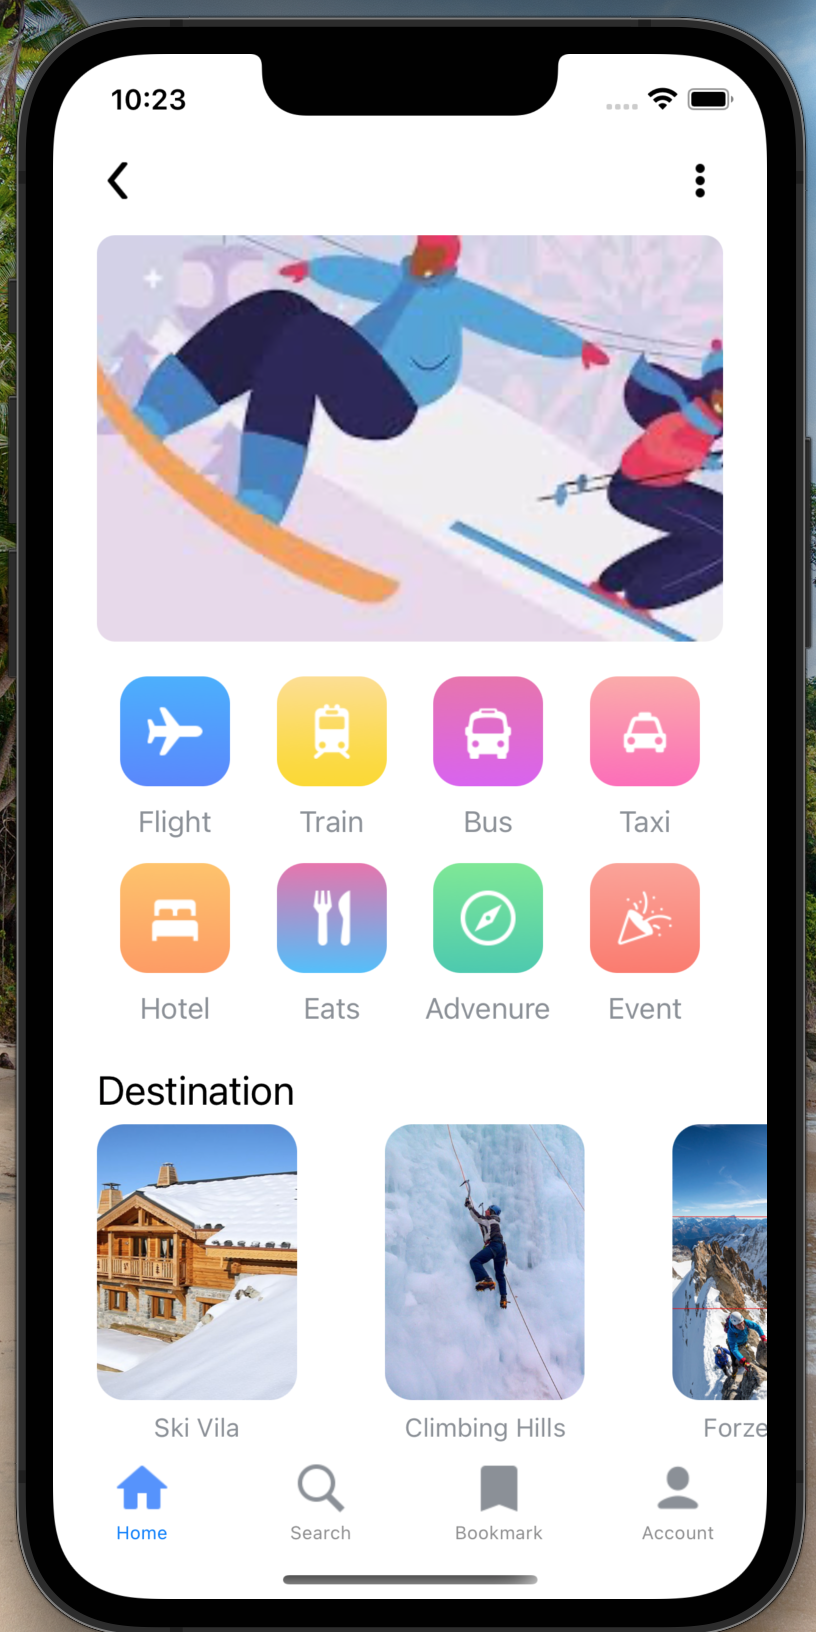 10:23
Flight Train Bus Taxi
Hotel Eats Advenure Event
Destination
Ski Vila Climbing Hills Forze
Home Search Bookmark Account